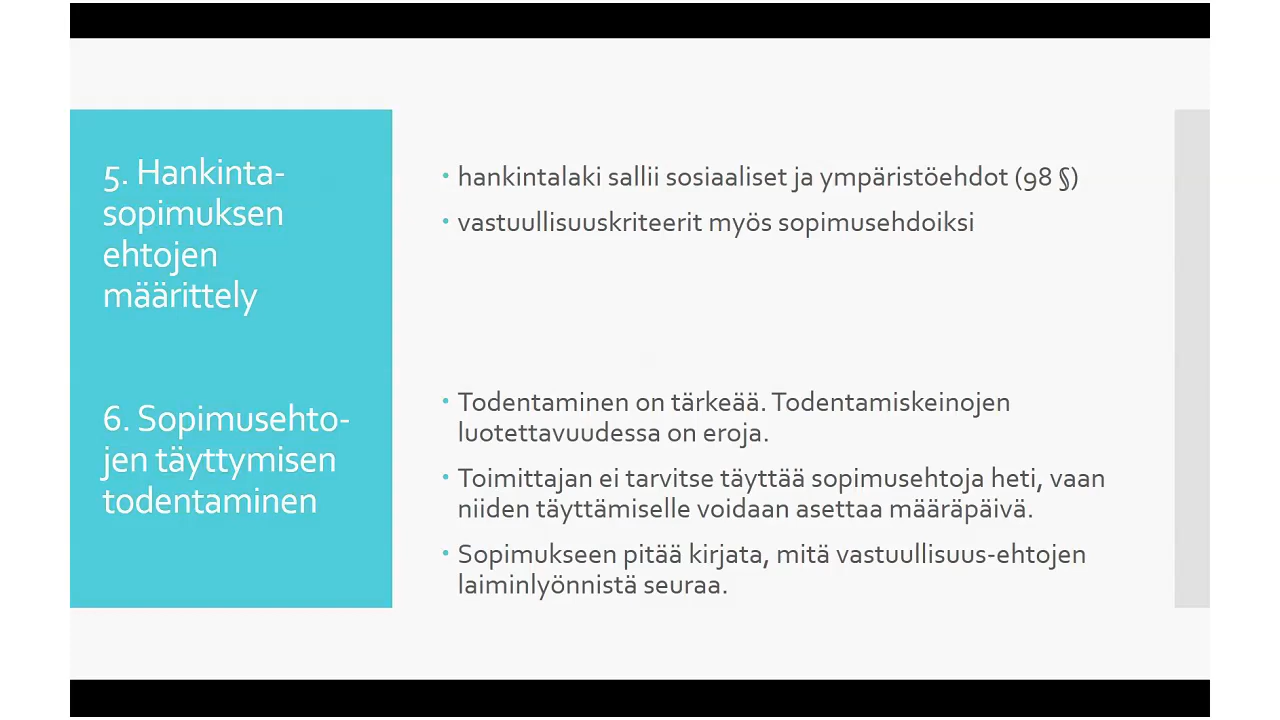 5. Hankinta-
sopimuksen
ehtojen
määrittely
• hankintalaki sallii sosiaaliset ja ympäristöehdot (98 §)
• vastuullisuuskriteerit myös sopimusehdoiksi
6. Sopimusehto-
jen täyttymisen
todentaminen
• Todentaminen on tärkeää. Todentamiskeinojen
luotettavuudessa on eroja.
• Toimittajan ei tarvitse täyttää sopimusehtoja heti, vaan
niiden täyttämiselle voidaan asettaa määräpäivä.
• Sopimukseen pitää kirjata, mitä vastuullisuus-ehtojen
laiminlyönnistä seuraa.